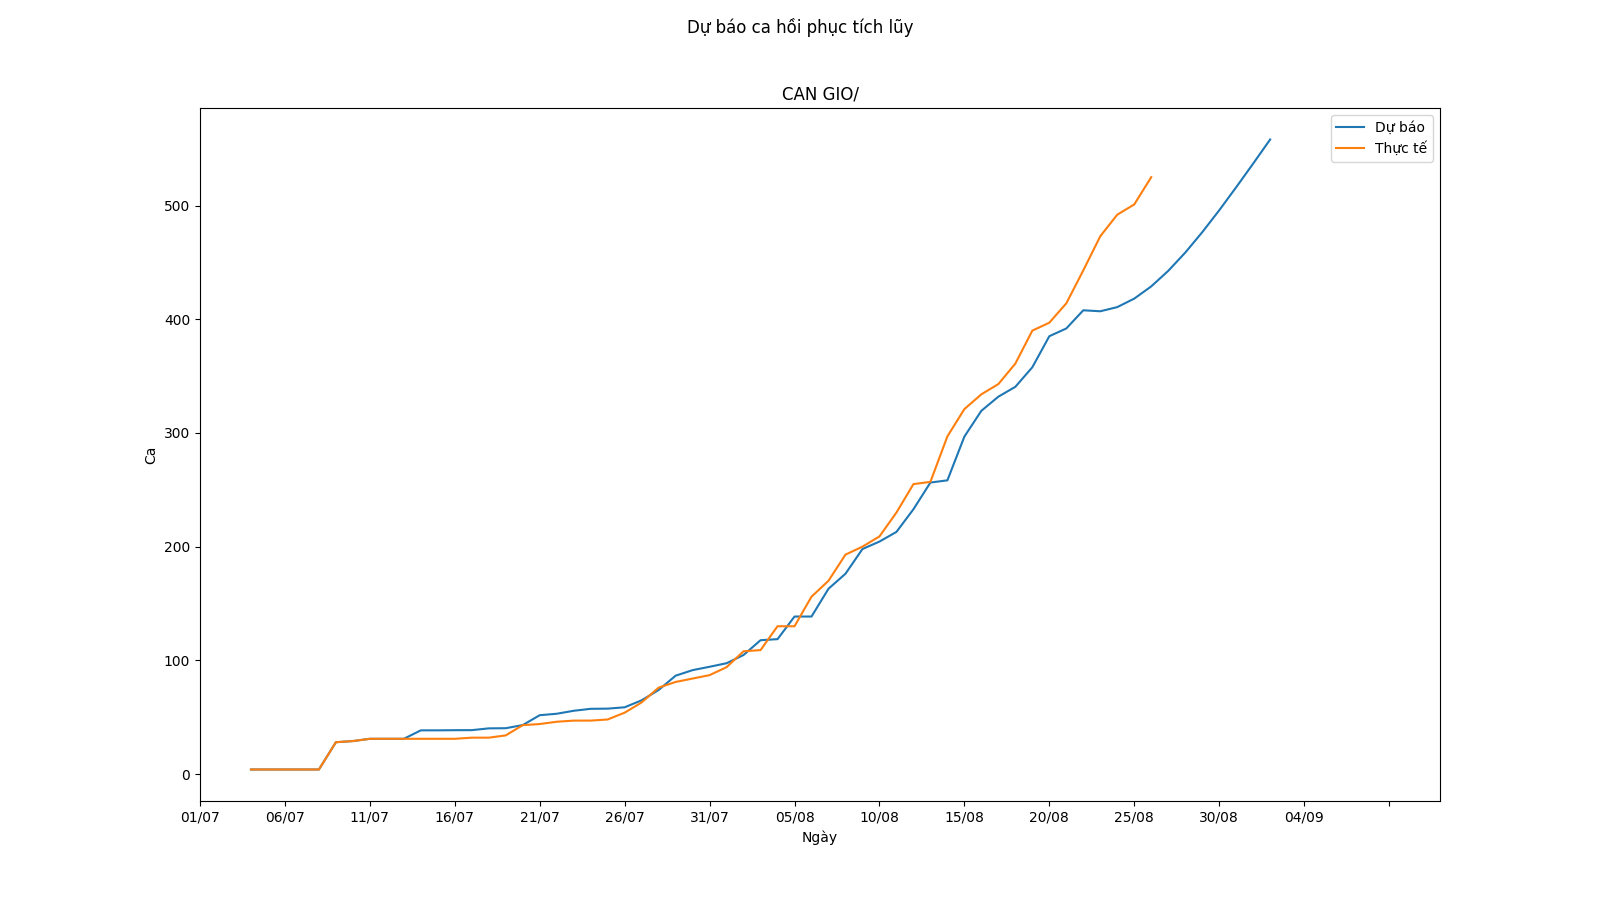 Dự báo ca hồi phục tích lũy
CAN GIO/
Dự báo
Thực tế
500
400
300
200
100
0
Ca
01/07 06/07 11/07 16/07 21/07 26/07 31/07 05/08 10/08 15/08 20/08 25/08 30/08 04/09
Ngày